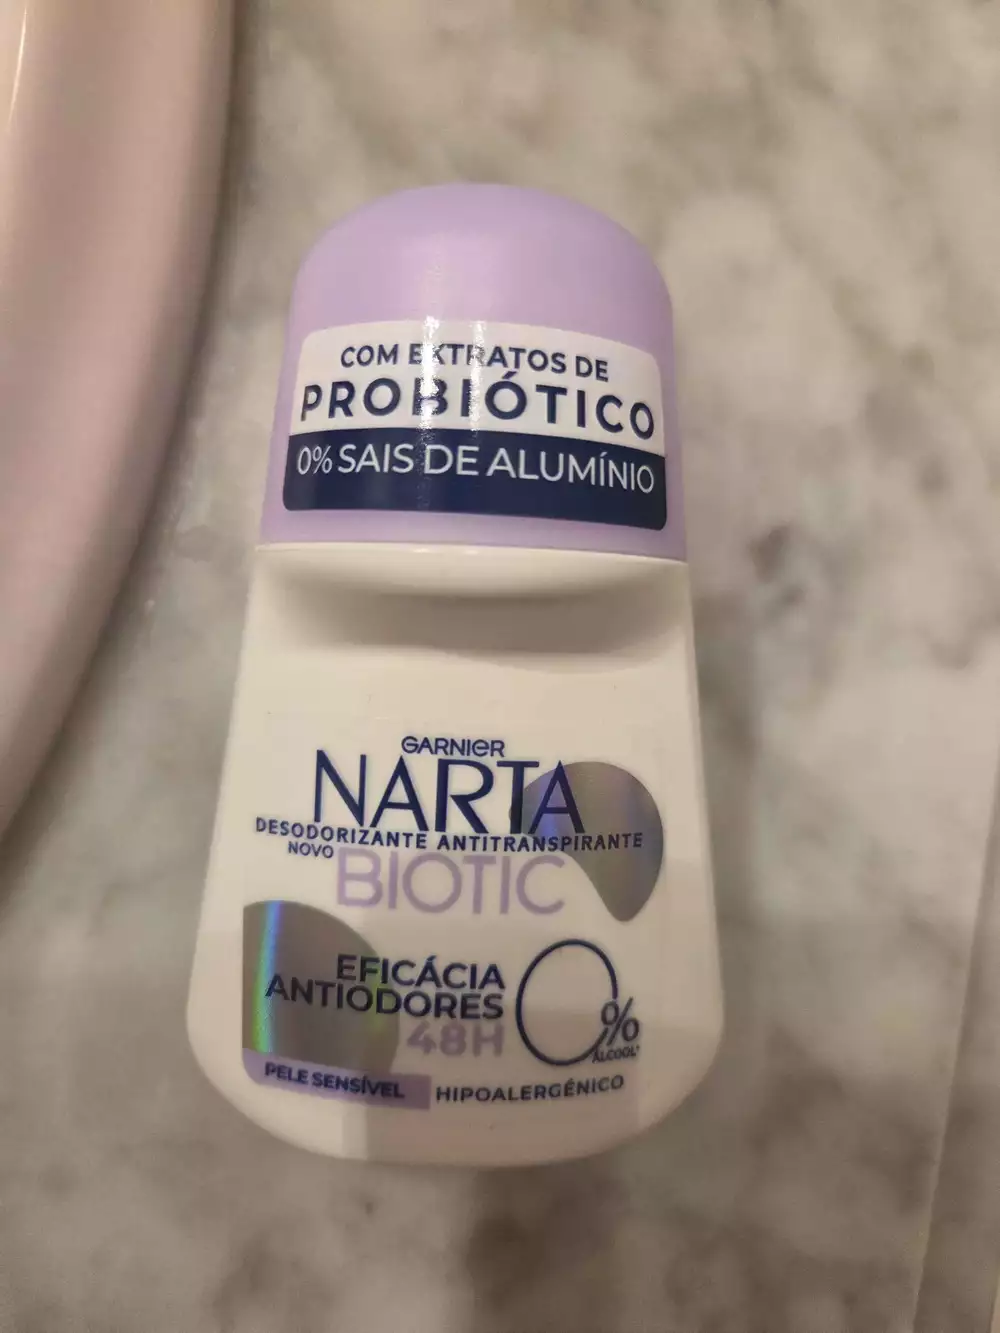 COM EXTRATOS DE
PROBIÓTICO
0% SAIS DE ALUMÍNIO
GARNIER
NARTA
DESODORIZANTE ANTITRANSPIRANTE
NOVO
BIOTIC
EFICÁCIA
ANTIODORES
48H
0%
ÁLCOOL*
PELE SENSÍVEL
HIPOALERGÉNICO